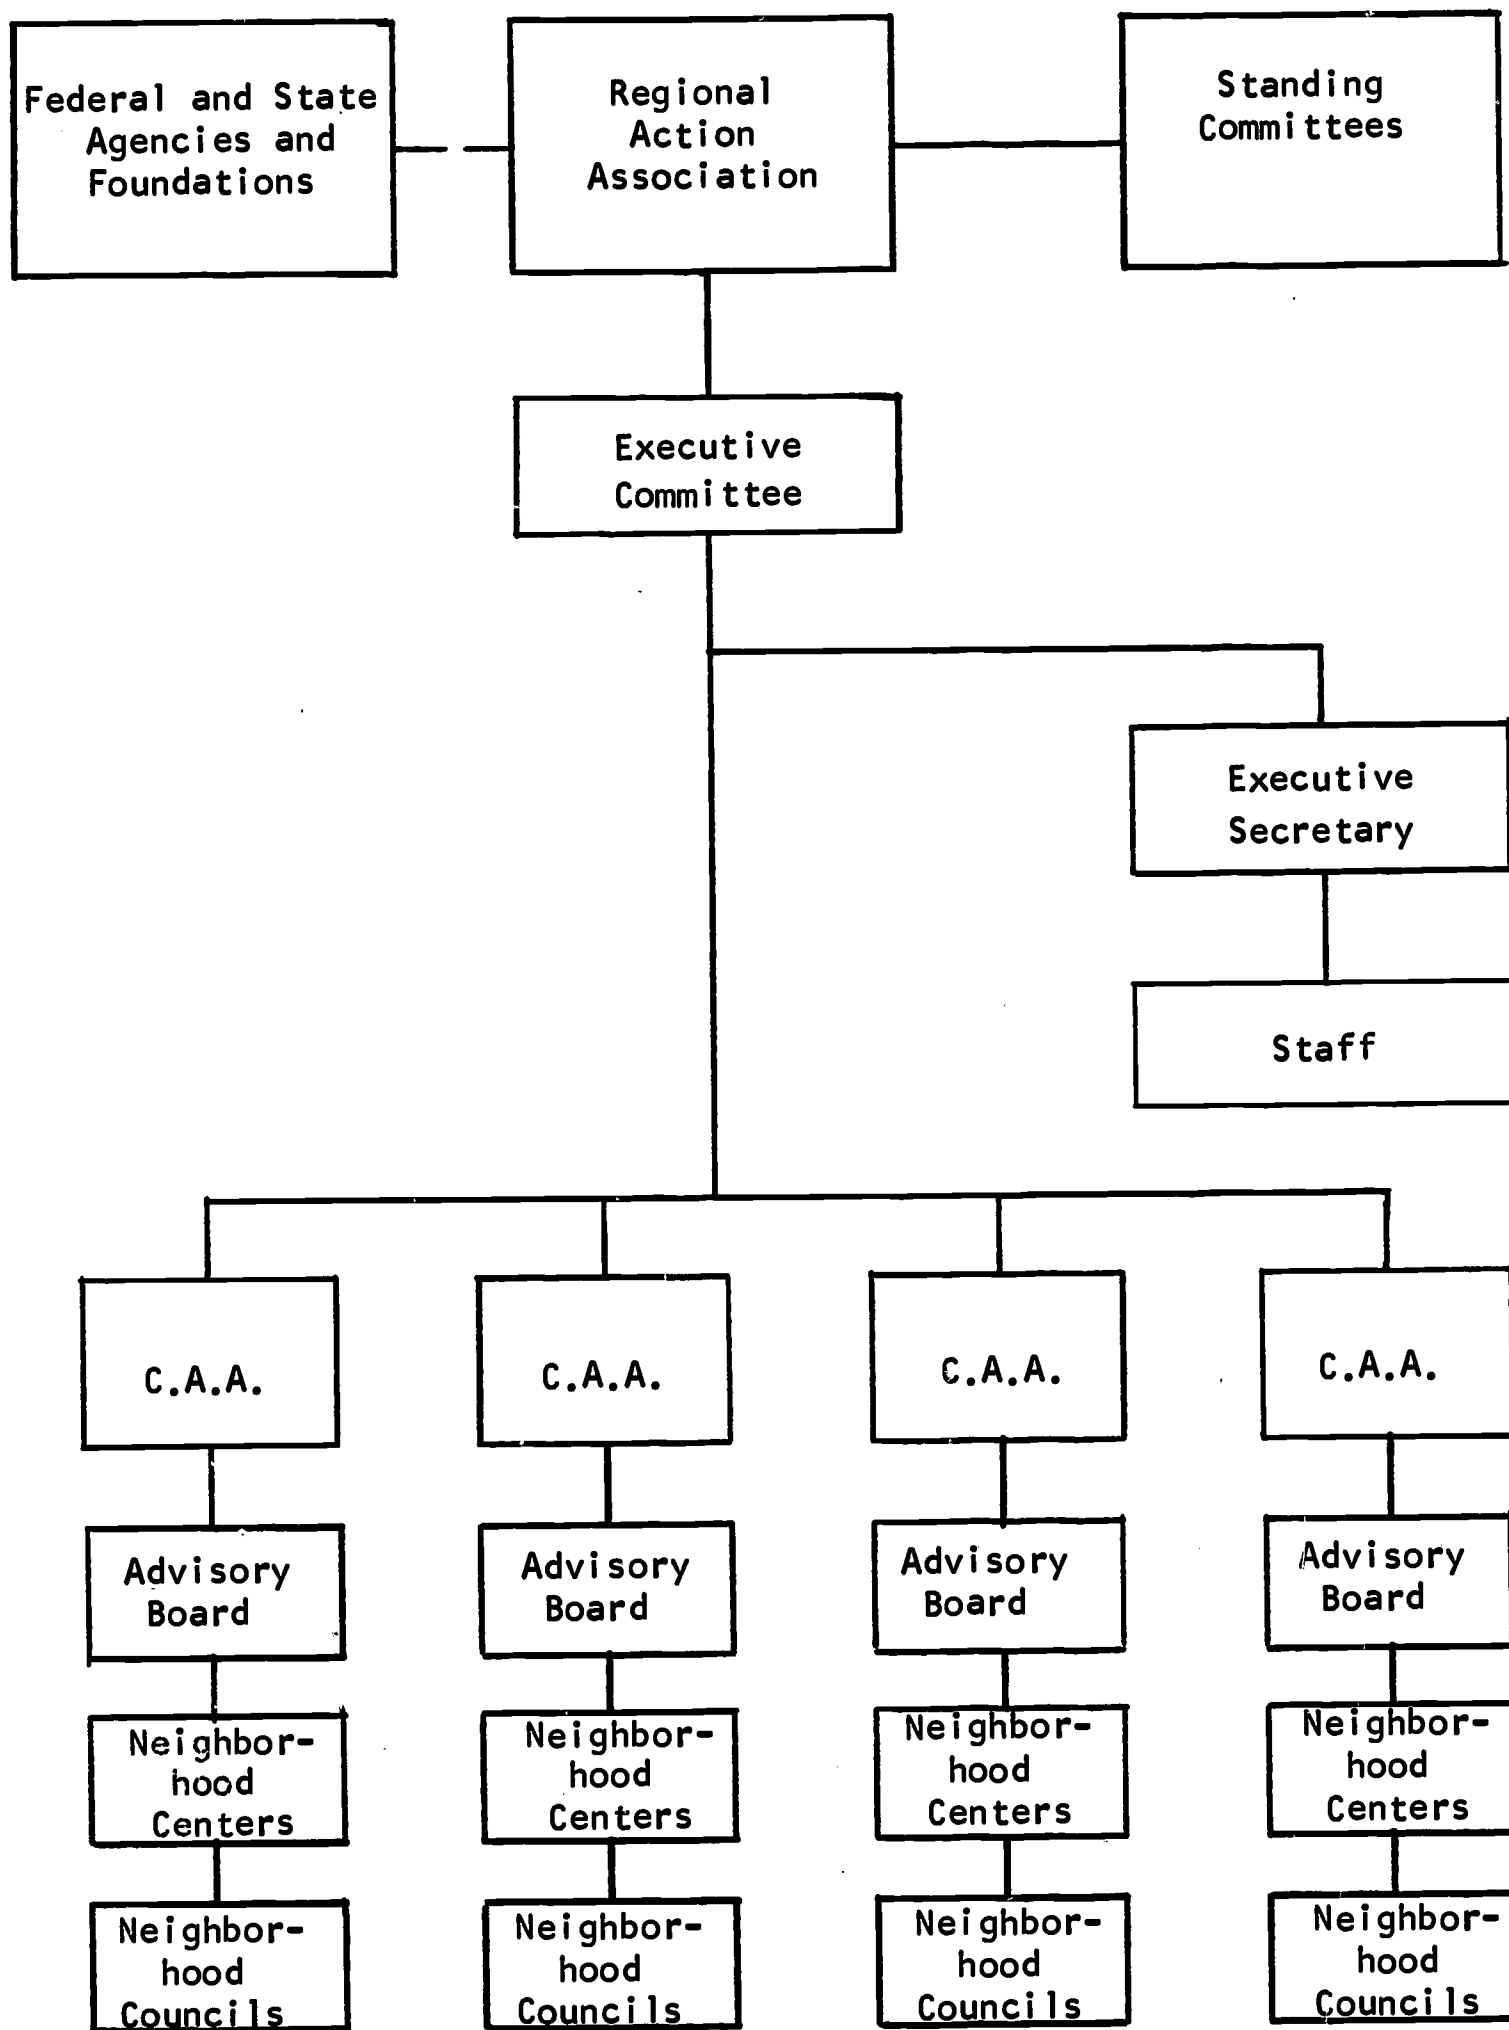 Federal and State
Agencies and
Foundations
Regional
Action
Association
Standing
Committees
Executive
Committee
Executive
Secretary
Staff
C.A.A.
C.A.A.
C.A.A.
C.A.A.
Advisory
Board
Advisory
Board
Advisory
Board
Advisory
Board
Neighbor-
hood
Centers
Neighbor-
hood
Centers
Neighbor-
hood
Centers
Neighbor-
hood
Centers
Neighbor-
hood
Councils
Neighbor-
hood
Councils
Neighbor-
hood
Councils
Neighbor-
hood
Councils